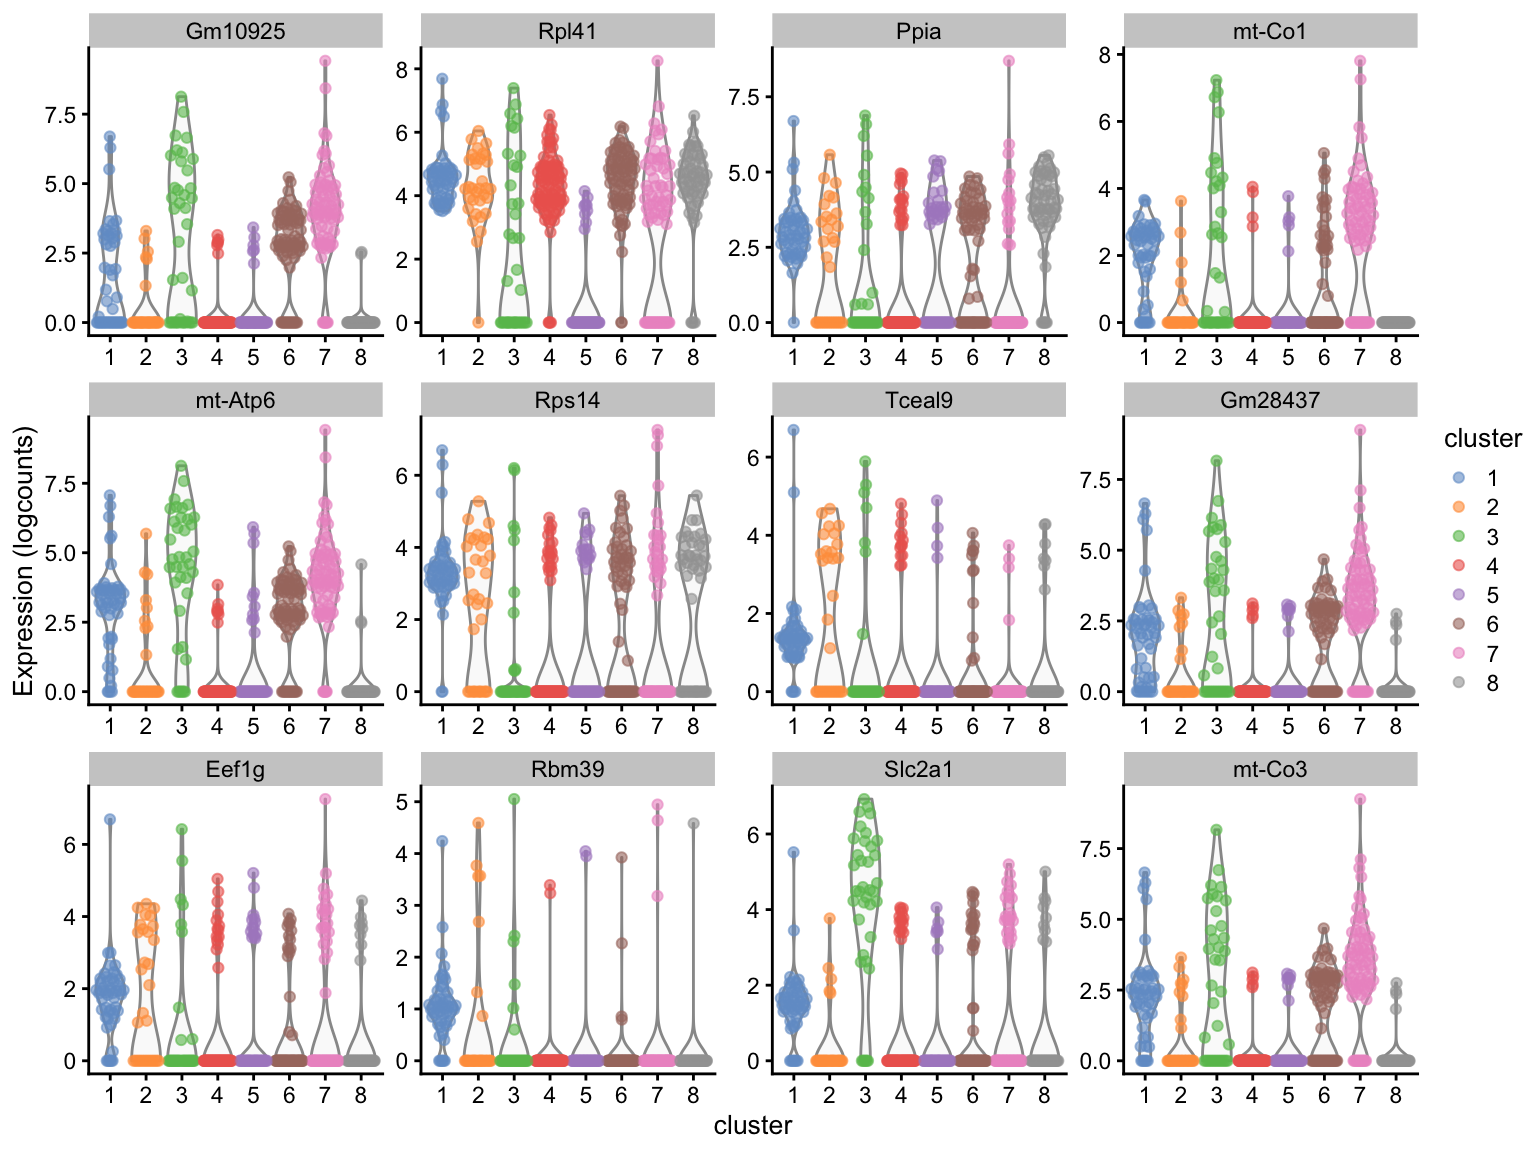 Gm10925 Rpl41 Ppia mt-Co1
7.5 5.0 2.5 0.0
8 6 4 2 0
7.5 5.0 2.5 0.0
8 6 4 2 0
1 2 3 4 5 6 7 8 1 2 3 4 5 6 7 8 1 2 3 4 5 6 7 8 1 2 3 4 5 6 7 8
mt-Atp6 Rps14 Tceal9 Gm28437
7.5 5.0 2.5 0.0
6 4 2 0
6 4 2 0
7.5 5.0 2.5 0.0
1 2 3 4 5 6 7 8 1 2 3 4 5 6 7 8 1 2 3 4 5 6 7 8 1 2 3 4 5 6 7 8
Eef1g Rbm39 Slc2a1 mt-Co3
6 4 2 0
5 4 3 2 1 0
6 4 2 0
7.5 5.0 2.5 0.0
1 2 3 4 5 6 7 8 1 2 3 4 5 6 7 8 1 2 3 4 5 6 7 8 1 2 3 4 5 6 7 8
Expression (logcounts)
cluster
cluster
1
2
3
4
5
6
7
8